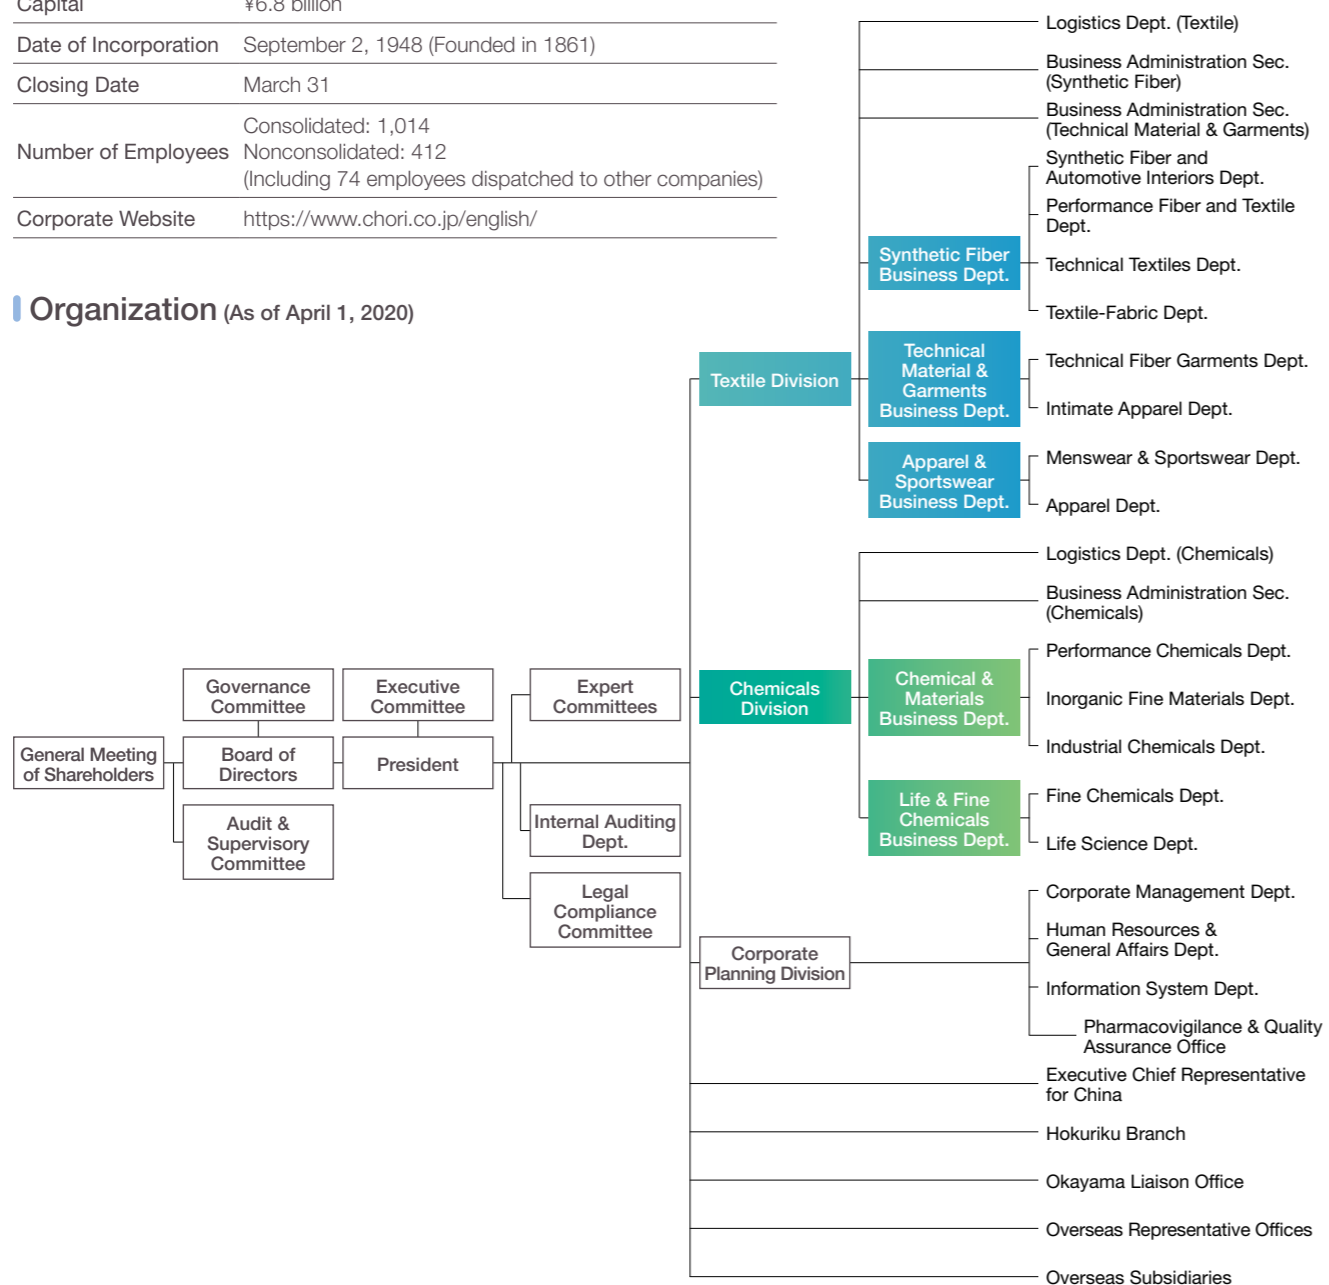 Capital ¥6.8 billion
Date of Incorporation September 2, 1948 (Founded in 1861)
Closing Date March 31
Number of Employees Consolidated: 1,014
Nonconsolidated: 412
(Including 74 employees dispatched to other companies)
Corporate Website https://www.chori.co.jp/english/
Organization (As of April 1, 2020)
General Meeting
of Shareholders
Governance
Committee
Board of
Directors
Audit &
Supervisory
Committee
Executive
Committee
President
Expert
Committees
Internal Auditing
Dept.
Legal
Compliance
Committee
Textile Division
Logistics Dept. (Textile)
Business Administration Sec.
(Synthetic Fiber)
Business Administration Sec.
(Technical Material & Garments)
Synthetic Fiber
Business Dept.
Synthetic Fiber and
Automotive Interiors Dept.
Performance Fiber and Textile
Dept.
Technical Textiles Dept.
Textile-Fabric Dept.
Technical
Material &
Garments
Business Dept.
Technical Fiber Garments Dept.
Intimate Apparel Dept.
Apparel &
Sportswear
Business Dept.
Menswear & Sportswear Dept.
Apparel Dept.
Chemicals
Division
Logistics Dept. (Chemicals)
Business Administration Sec.
(Chemicals)
Chemical &
Materials
Business Dept.
Performance Chemicals Dept.
Inorganic Fine Materials Dept.
Industrial Chemicals Dept.
Life & Fine
Chemicals
Business Dept.
Fine Chemicals Dept.
Life Science Dept.
Corporate
Planning Division
Corporate Management Dept.
Human Resources &
General Affairs Dept.
Information System Dept.
Pharmacovigilance & Quality
Assurance Office
Executive Chief Representative
for China
Hokuriku Branch
Okayama Liaison Office
Overseas Representative Offices
Overseas Subsidiaries